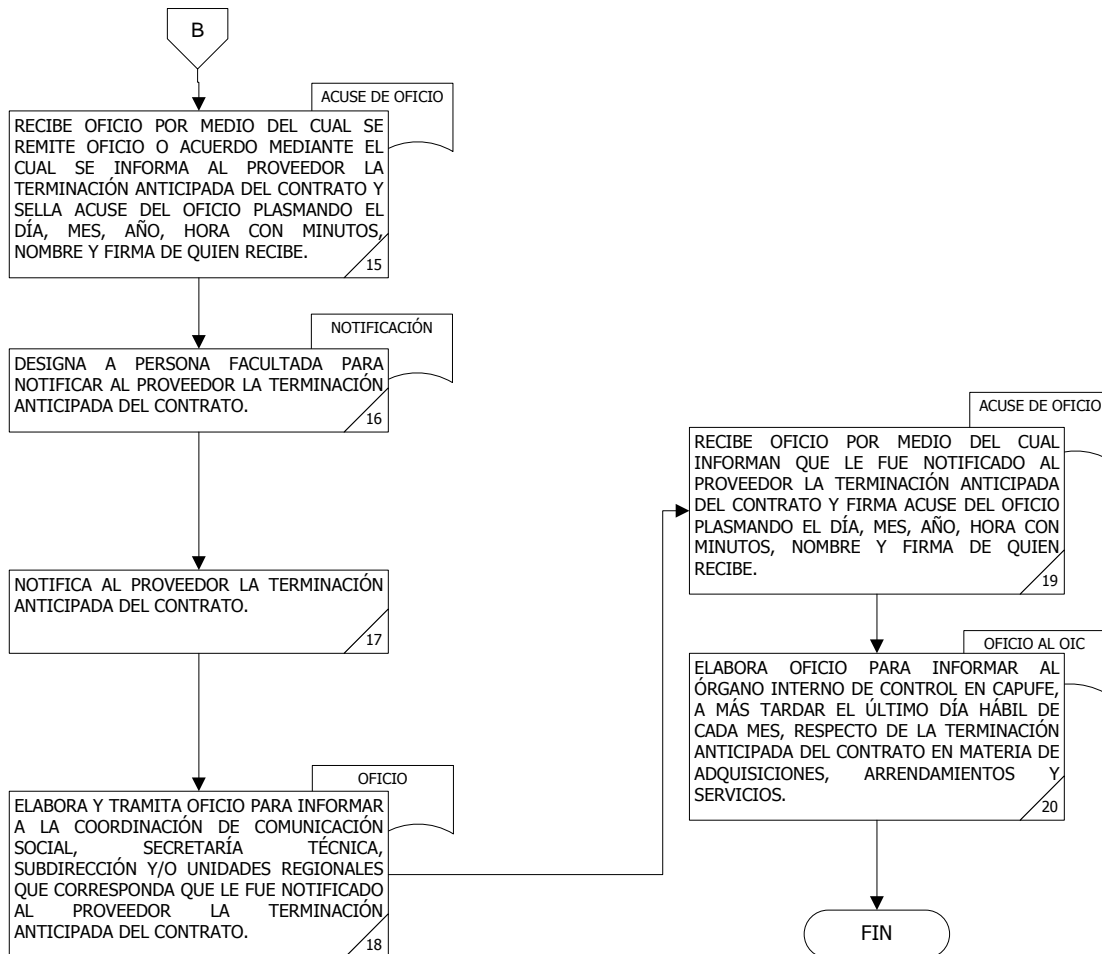 B
ACUSE DE OFICIO
RECIBE OFICIO POR MEDIO DEL CUAL SE
REMITE OFICIO O ACUERDO MEDIANTE EL
CUAL SE INFORMA AL PROVEEDOR LA
TERMINACIÓN ANTICIPADA DEL CONTRATO Y
SELLA ACUSE DEL OFICIO PLASMANDO EL
DÍA, MES, AÑO, HORA CON MINUTOS,
NOMBRE Y FIRMA DE QUIEN RECIBE.
15
NOTIFICACIÓN
DESIGNA A PERSONA FACULTADA PARA
NOTIFICAR AL PROVEEDOR LA TERMINACIÓN
ANTICIPADA DEL CONTRATO.
16
NOTIFICA AL PROVEEDOR LA TERMINACIÓN
ANTICIPADA DEL CONTRATO.
17
OFICIO
ELABORA Y TRAMITA OFICIO PARA INFORMAR
A LA COORDINACIÓN DE COMUNICACIÓN
SOCIAL, SECRETARÍA TÉCNICA,
SUBDIRECCIÓN Y/O UNIDADES REGIONALES
QUE CORRESPONDA QUE LE FUE NOTIFICADO
AL PROVEEDOR LA TERMINACIÓN
ANTICIPADA DEL CONTRATO.
18
ACUSE DE OFICIO
RECIBE OFICIO POR MEDIO DEL CUAL
INFORMAN QUE LE FUE NOTIFICADO AL
PROVEEDOR LA TERMINACIÓN ANTICIPADA
DEL CONTRATO Y FIRMA ACUSE DEL OFICIO
PLASMANDO EL DÍA, MES, AÑO, HORA CON
MINUTOS, NOMBRE Y FIRMA DE QUIEN
RECIBE.
19
OFICIO AL OIC
ELABORA OFICIO PARA INFORMAR AL
ÓRGANO INTERNO DE CONTROL EN CAPUFE,
A MÁS TARDAR EL ÚLTIMO DÍA HÁBIL DE
CADA MES, RESPECTO DE LA TERMINACIÓN
ANTICIPADA DEL CONTRATO EN MATERIA DE
ADQUISICIONES, ARRENDAMIENTOS Y
SERVICIOS.
20
FIN